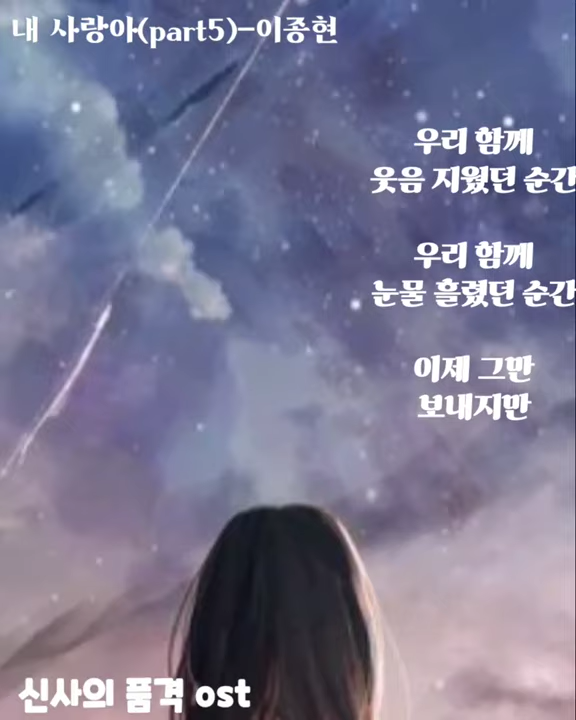 내 사랑아(part5)-이종현
우리 함께
웃음 지웠던 순간
우리 함께
눈물 흘렸던 순간
이제 그만
보내지만
신사의 품격 ost